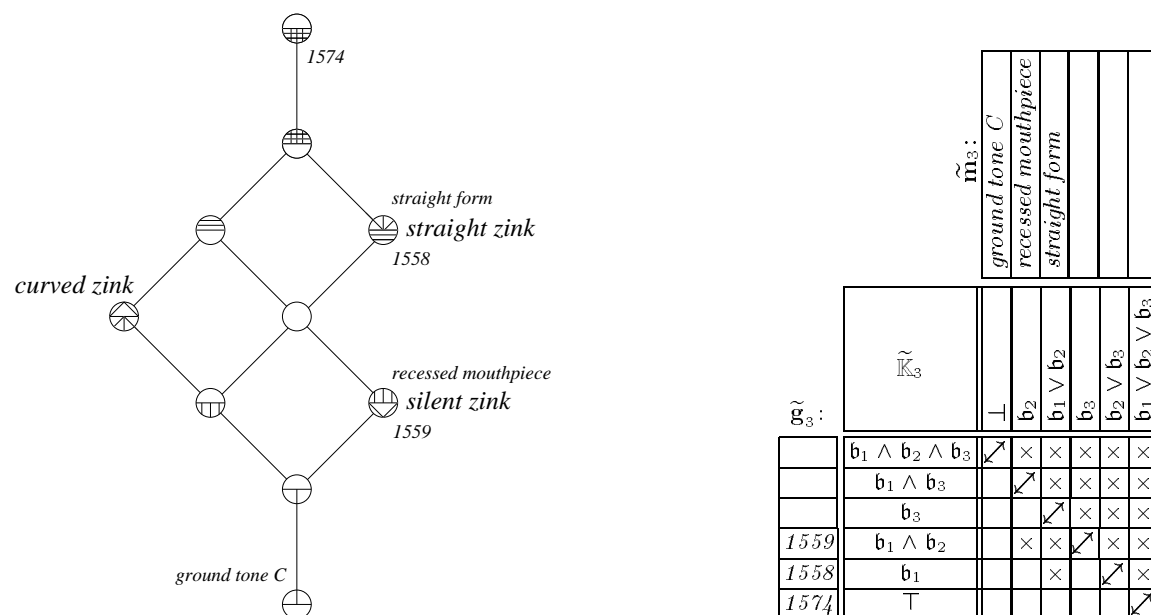 1574
straight form
straight zink
1558
curved zink
recessed mouthpiece
silent zink
1559
ground tone C
m̃₃:
ground tone C
recessed mouthpiece
straight form
g̃₃:
𝕂̃₃
⊥
𝔟₂
𝔟₁ ∨ 𝔟₂
𝔟₃
𝔟₂ ∨ 𝔟₃
𝔟₁ ∨ 𝔟₂ ∨ 𝔟₃
𝔟₁ ∧ 𝔟₂ ∧ 𝔟₃ ⤢ × × × × ×
𝔟₁ ∧ 𝔟₃ ⤢ × × × ×
𝔟₃ ⤢ × × ×
1559 𝔟₁ ∧ 𝔟₂ × × ⤢ × ×
1558 𝔟₁ × ⤢ ×
1574 ⊤ ⤢